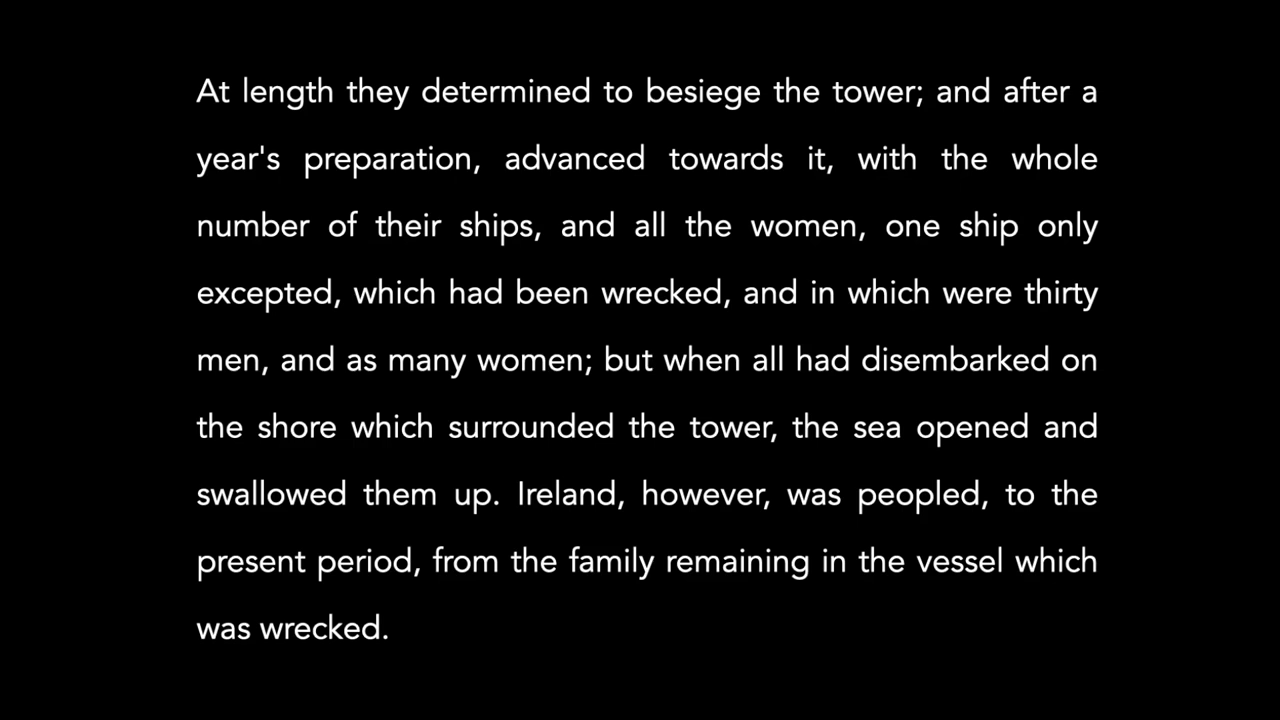 At length they determined to besiege the tower; and after a
year's preparation, advanced towards it, with the whole
number of their ships, and all the women, one ship only
excepted, which had been wrecked, and in which were thirty
men, and as many women; but when all had disembarked on
the shore which surrounded the tower, the sea opened and
swallowed them up. Ireland, however, was peopled, to the
present period, from the family remaining in the vessel which
was wrecked.